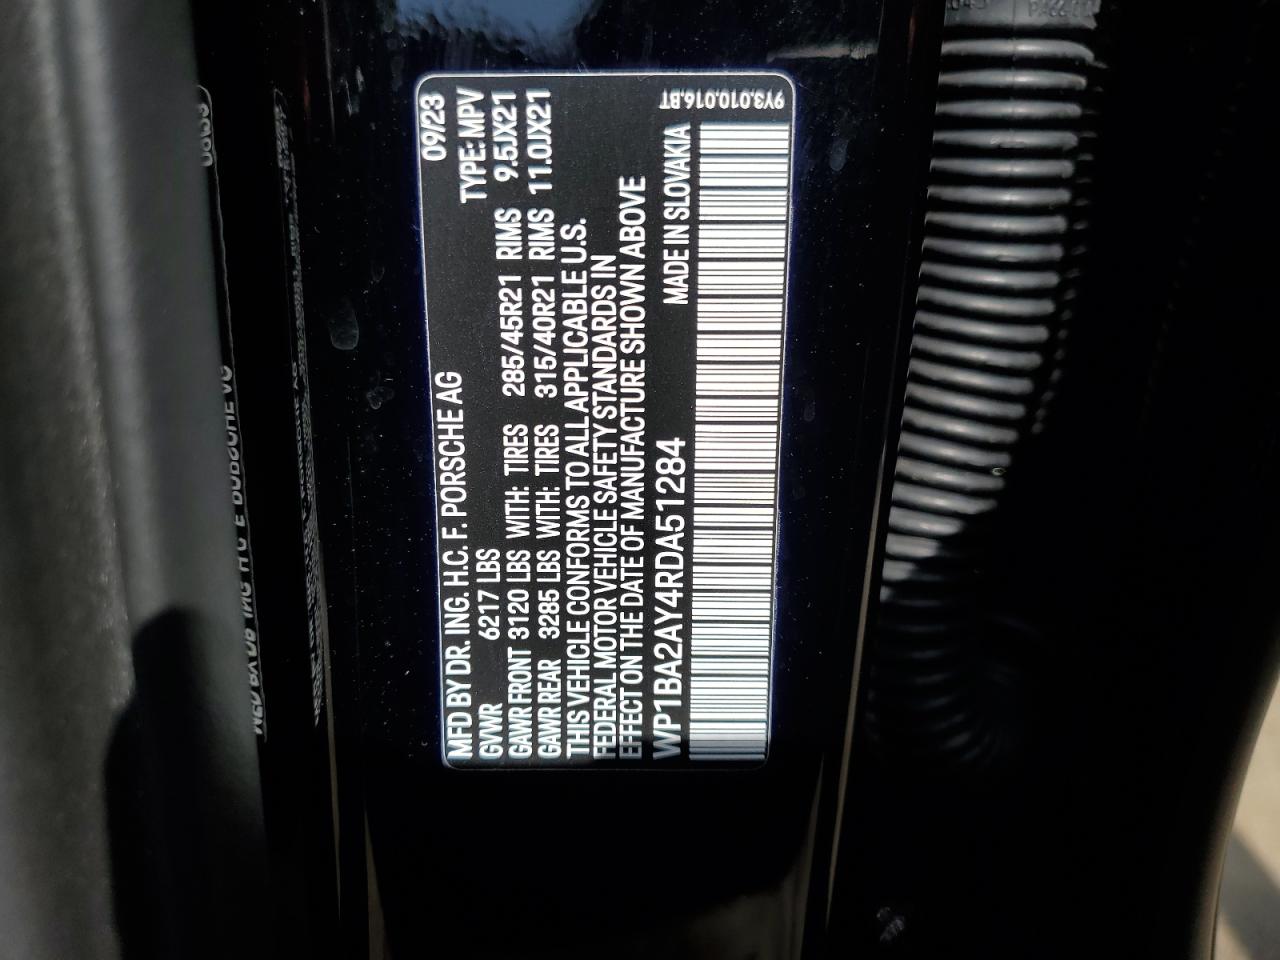 MFD BY DR. ING. H.C. F. PORSCHE AG 09/23
GVWR 6217 LBS TYPE: MPV
GAWR FRONT 3120 LBS WITH: TIRES 285/45R21 RIMS 9.5JX21
GAWR REAR 3285 LBS WITH: TIRES 315/40R21 RIMS 11.0JX21
THIS VEHICLE CONFORMS TO ALL APPLICABLE U.S.
FEDERAL MOTOR VEHICLE SAFETY STANDARDS IN
EFFECT ON THE DATE OF MANUFACTURE SHOWN ABOVE
WP1BA2AY4RDA51284 MADE IN SLOVAKIA
9Y3.010.016.BT